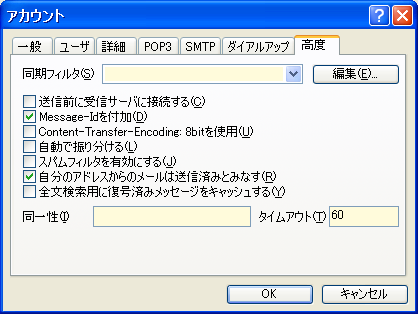 アカウント
一般 ユーザ 詳細 POP3 SMTP ダイアルアップ 高度
同期フィルタ(S) 編集(E)...
送信前に受信サーバに接続する(C)
Message-Idを付加(D)
Content-Transfer-Encoding: 8bitを使用(U)
自動で振り分ける(L)
スパムフィルタを有効にする(J)
自分のアドレスからのメールは送信済みとみなす(R)
全文検索用に復号済みメッセージをキャッシュする(Y)
同一性(I) タイムアウト(T) 60
OK キャンセル